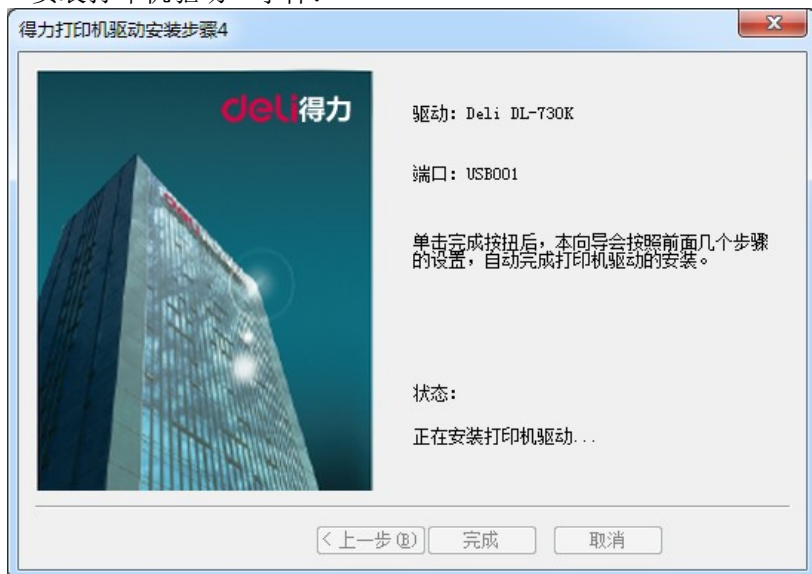 得力打印机驱动安装步骤4
deli得力
驱动: Deli DL-730K
端口: USB001
单击完成按扭后，本向导会按照前面几个步骤
的设置，自动完成打印机驱动的安装。
状态:
正在安装打印机驱动...
<上一步(B)
完成
取消